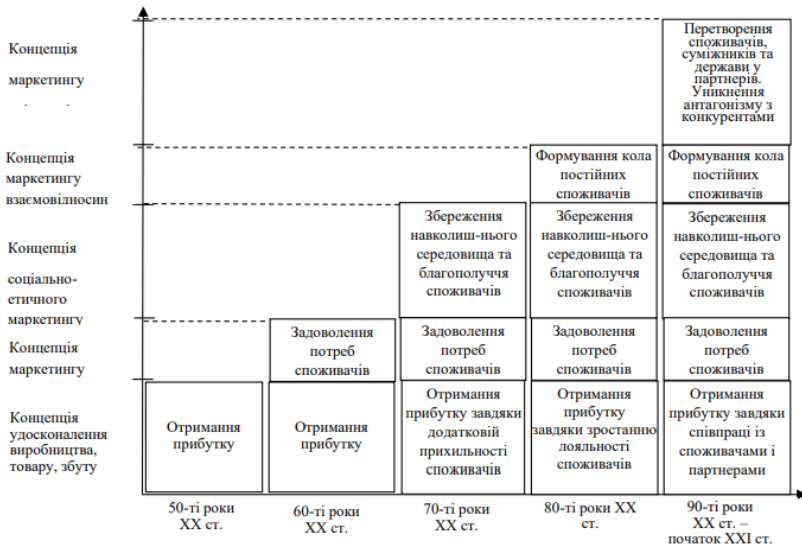 Концепція
маркетингу
Перетворення
споживачів,
суміжників та
держави у
партнерів.
Уникнення
антагонізму з
конкурентами
Концепція
маркетингу
взаємовідносин
Формування кола
постійних
споживачів
Формування кола
постійних
споживачів
Концепція
соціально-
етичного
маркетингу
Збереження
навколиш-нього
середовища та
благополуччя
споживачів
Збереження
навколиш-нього
середовища та
благополуччя
споживачів
Збереження
навколиш-нього
середовища та
благополуччя
споживачів
Концепція
маркетингу
Задоволення
потреб
споживачів
Задоволення
потреб
споживачів
Задоволення
потреб
споживачів
Задоволення
потреб
споживачів
Концепція
удосконалення
виробництва,
товару, збуту
Отримання
прибутку
Отримання
прибутку
Отримання
прибутку завдяки
додатковій
прихильності
споживачів
Отримання
прибутку
завдяки зростанню
лояльності
споживачів
Отримання
прибутку завдяки
співпраці із
споживачами і
партнерами
50-ті роки
XX ст.
60-ті роки
XX ст.
70-ті роки
XX ст.
80-ті роки XX
ст.
90-ті роки
XX ст. –
початок XXI ст.